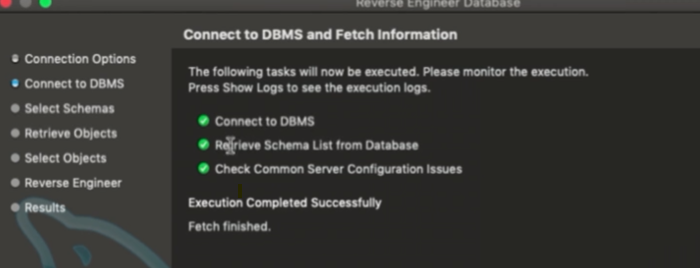 Reverse Engineer Database
Connect to DBMS and Fetch Information
Connection Options
Connect to DBMS
Select Schemas
Retrieve Objects
Select Objects
Reverse Engineer
Results
The following tasks will now be executed. Please monitor the execution.
Press Show Logs to see the execution logs.
Connect to DBMS
Retrieve Schema List from Database
Check Common Server Configuration Issues
Execution Completed Successfully
Fetch finished.